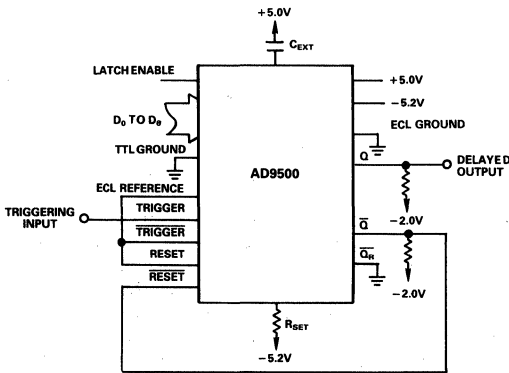 +5.0V
CEXT
LATCH ENABLE
+5.0V
−5.2V
D0 TO D8
ECL GROUND
TTL GROUND
Q
DELAYED
OUTPUT
AD9500
ECL REFERENCE
TRIGGER
−2.0V
TRIGGERING
INPUT
TRIGGER
Q
RESET
QR
RESET
−2.0V
RSET
−5.2V